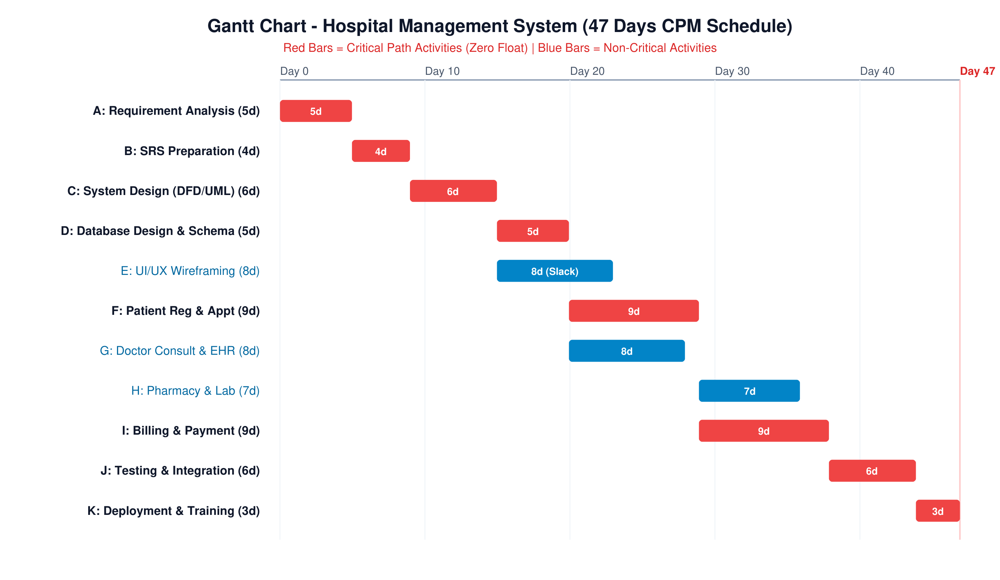 Gantt Chart - Hospital Management System (47 Days CPM Schedule)
Red Bars = Critical Path Activities (Zero Float) | Blue Bars = Non-Critical Activities
Day 0 Day 10 Day 20 Day 30 Day 40 Day 47
A: Requirement Analysis (5d) 5d
B: SRS Preparation (4d) 4d
C: System Design (DFD/UML) (6d) 6d
D: Database Design & Schema (5d) 5d
E: UI/UX Wireframing (8d) 8d (Slack)
F: Patient Reg & Appt (9d) 9d
G: Doctor Consult & EHR (8d) 8d
H: Pharmacy & Lab (7d) 7d
I: Billing & Payment (9d) 9d
J: Testing & Integration (6d) 6d
K: Deployment & Training (3d) 3d